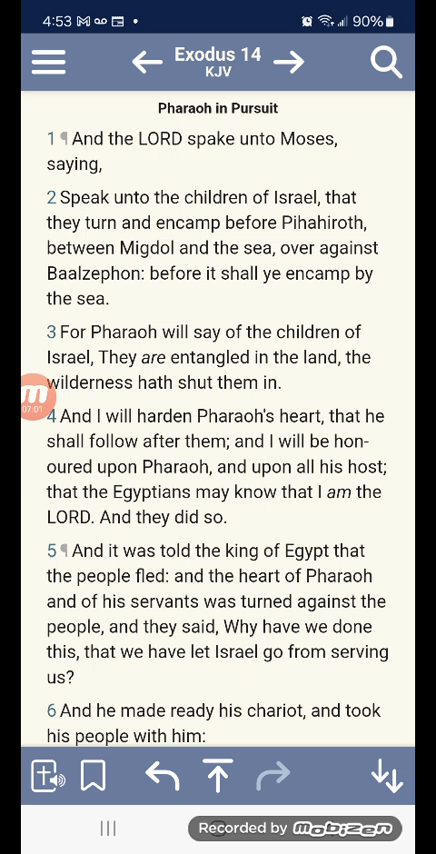 4:53
90%
Exodus 14
KJV
Pharaoh in Pursuit
1 ¶ And the LORD spake unto Moses,
saying,
2 Speak unto the children of Israel, that
they turn and encamp before Pihahiroth,
between Migdol and the sea, over against
Baalzephon: before it shall ye encamp by
the sea.
3 For Pharaoh will say of the children of
Israel, They are entangled in the land, the
wilderness hath shut them in.
m
07:01
4 And I will harden Pharaoh's heart, that he
shall follow after them; and I will be hon-
oured upon Pharaoh, and upon all his host;
that the Egyptians may know that I am the
LORD. And they did so.
5 ¶ And it was told the king of Egypt that
the people fled: and the heart of Pharaoh
and of his servants was turned against the
people, and they said, Why have we done
this, that we have let Israel go from serving
us?
6 And he made ready his chariot, and took
his people with him:
Recorded by mobizen